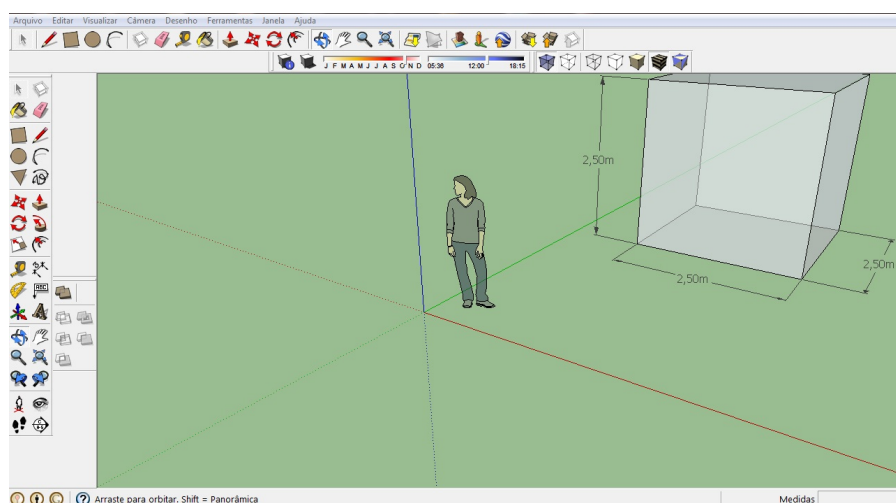 Arquivo Editar Visualizar Câmera Desenho Ferramentas Janela Ajuda
J F M A M J J A S O N D 05:36 12:00 18:15
2,50m
2,50m
2,50m
ABC
Arraste para orbitar. Shift = Panorâmica
Medidas